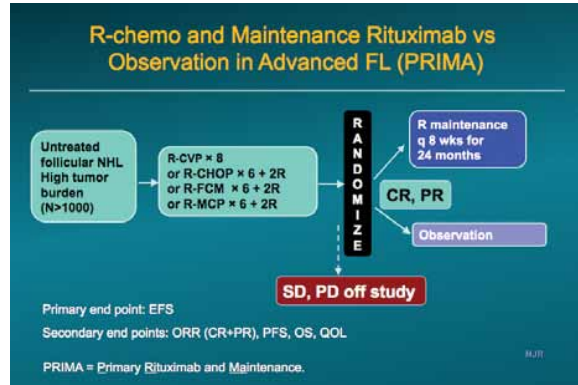 R-chemo and Maintenance Rituximab vs
Observation in Advanced FL (PRIMA)
Untreated
follicular NHL
High tumor
burden
(N>1000)
R-CVP × 8
or R-CHOP × 6 + 2R
or R-FCM × 6 + 2R
or R-MCP × 6 + 2R
RANDOMIZE
R maintenance
q 8 wks for
24 months
CR, PR
Observation
SD, PD off study
Primary end point: EFS
Secondary end points: ORR (CR+PR), PFS, OS, QOL
PRIMA = Primary Rituximab and Maintenance.
NJR